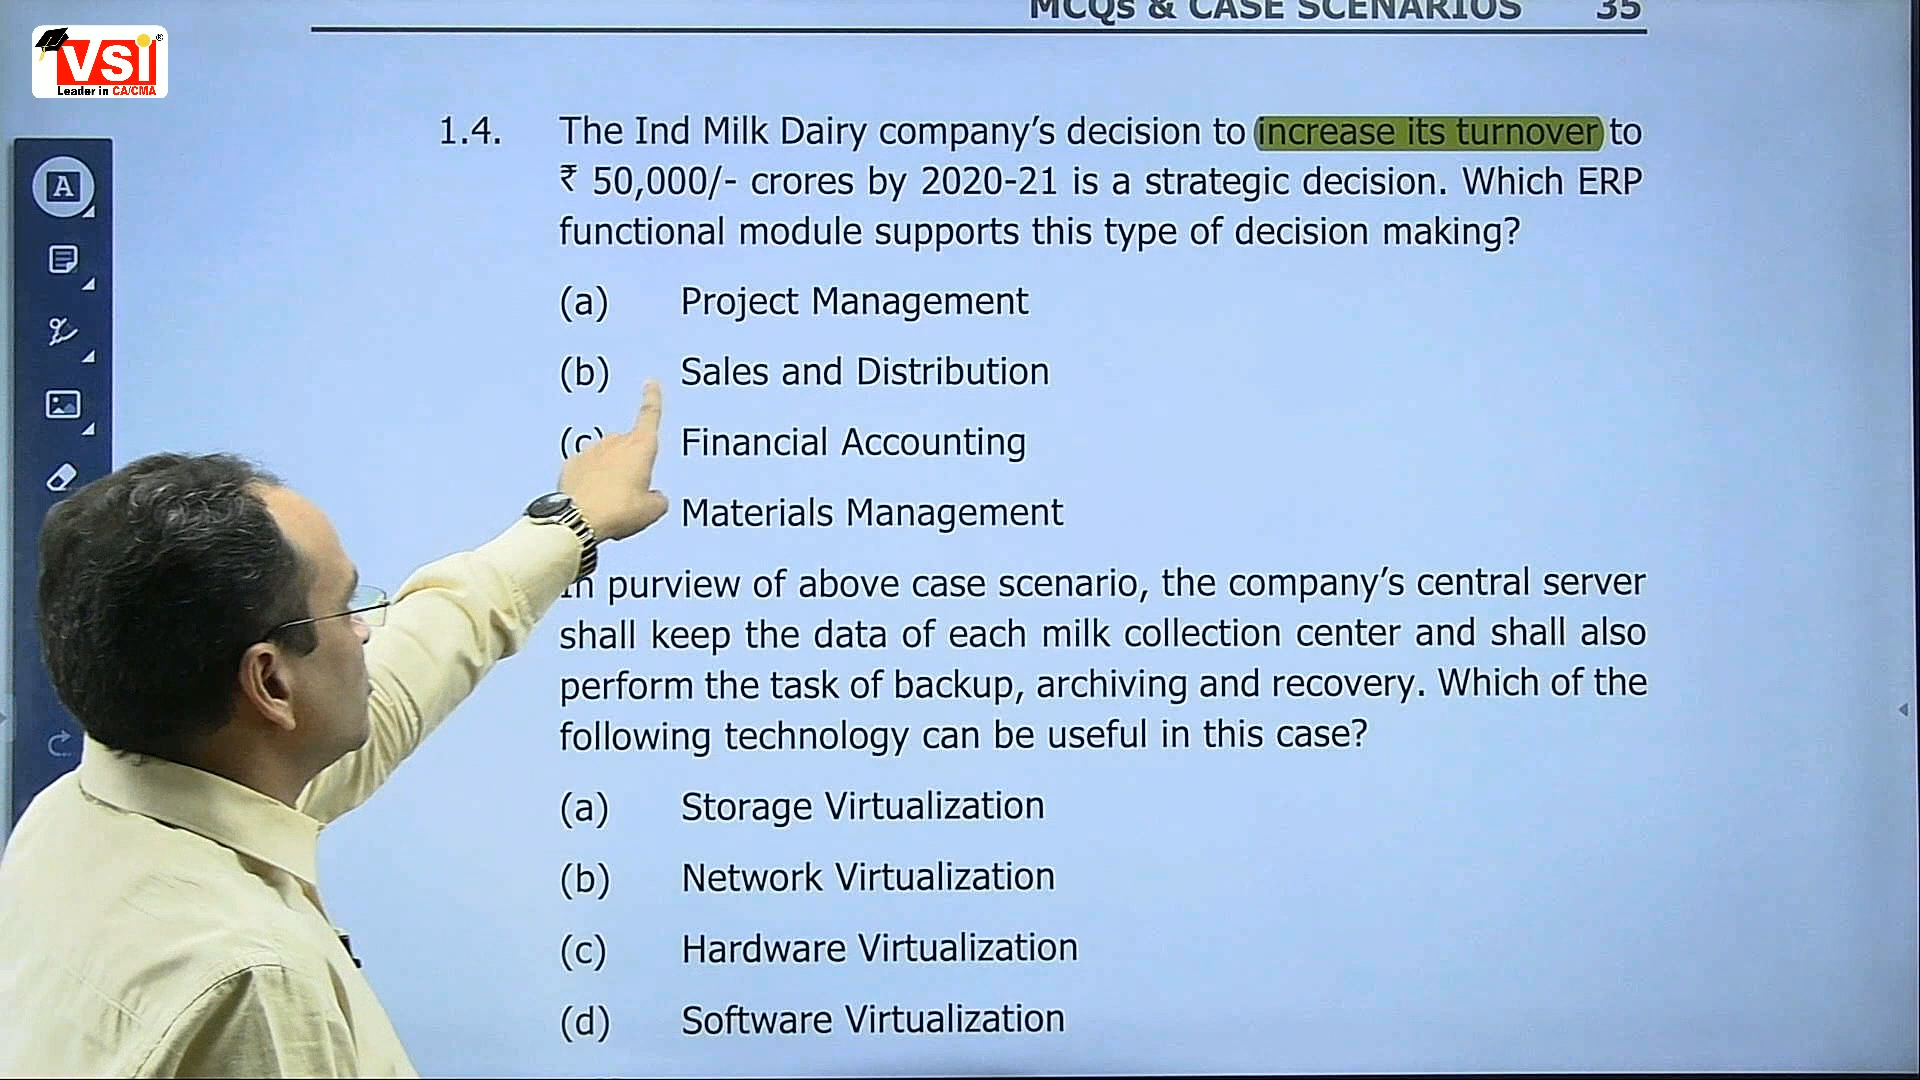 MCQs & CASE SCENARIOS 35
VSI
Leader in CA/CMA
A
1.4. The Ind Milk Dairy company's decision to increase its turnover to
₹ 50,000/- crores by 2020-21 is a strategic decision. Which ERP
functional module supports this type of decision making?
(a) Project Management
(b) Sales and Distribution
(c) Financial Accounting
Materials Management
In purview of above case scenario, the company's central server
shall keep the data of each milk collection center and shall also
perform the task of backup, archiving and recovery. Which of the
following technology can be useful in this case?
(a) Storage Virtualization
(b) Network Virtualization
(c) Hardware Virtualization
(d) Software Virtualization